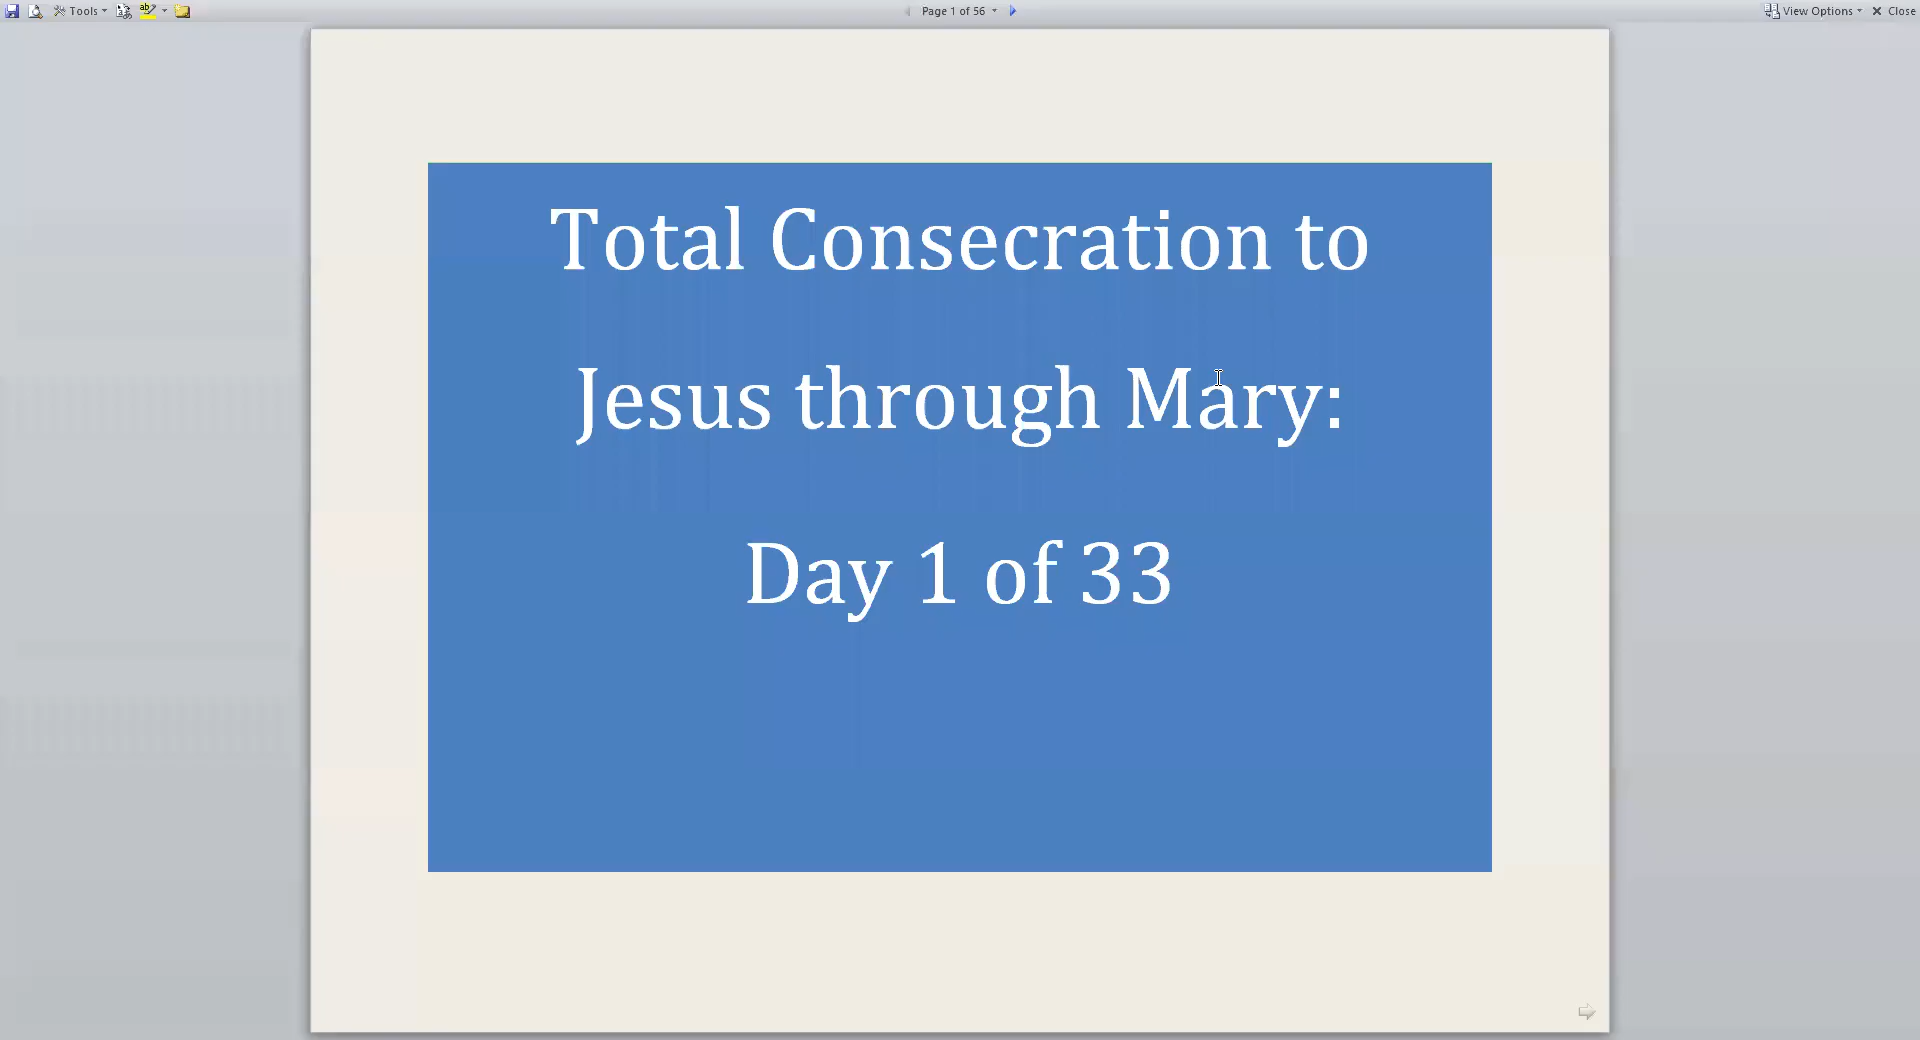 Tools
Page 1 of 56
View Options
Close
Total Consecration to
Jesus through Mary:
Day 1 of 33